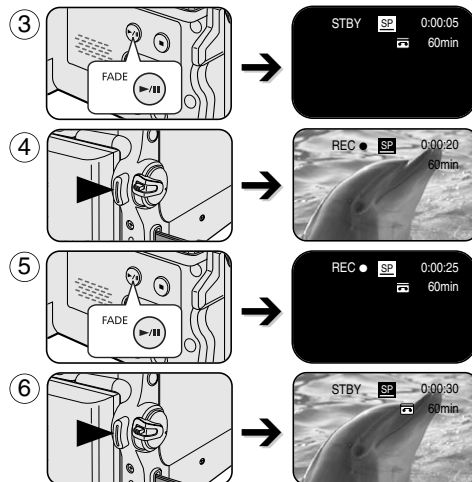 3
STBY SP 0:00:05
60min
FADE
4
REC ● SP 0:00:20
60min
5
REC ● SP 0:00:25
60min
FADE
6
STBY SP 0:00:30
60min